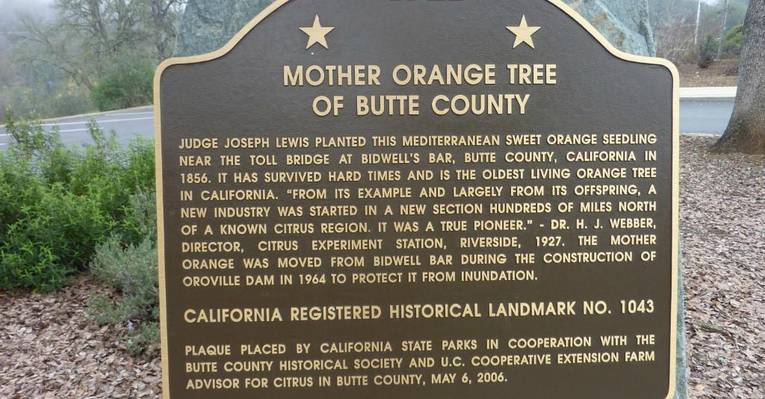 MOTHER ORANGE TREE
OF BUTTE COUNTY
JUDGE JOSEPH LEWIS PLANTED THIS MEDITERRANEAN SWEET ORANGE SEEDLING
NEAR THE TOLL BRIDGE AT BIDWELL'S BAR, BUTTE COUNTY, CALIFORNIA IN
1856. IT HAS SURVIVED HARD TIMES AND IS THE OLDEST LIVING ORANGE TREE
IN CALIFORNIA. "FROM ITS EXAMPLE AND LARGELY FROM ITS OFFSPRING, A
NEW INDUSTRY WAS STARTED IN A NEW SECTION HUNDREDS OF MILES NORTH
OF A KNOWN CITRUS REGION. IT WAS A TRUE PIONEER." - DR. H. J. WEBBER,
DIRECTOR, CITRUS EXPERIMENT STATION, RIVERSIDE, 1927. THE MOTHER
ORANGE WAS MOVED FROM BIDWELL BAR DURING THE CONSTRUCTION OF
OROVILLE DAM IN 1964 TO PROTECT IT FROM INUNDATION.
CALIFORNIA REGISTERED HISTORICAL LANDMARK NO. 1043
PLAQUE PLACED BY CALIFORNIA STATE PARKS IN COOPERATION WITH THE
BUTTE COUNTY HISTORICAL SOCIETY AND U.C. COOPERATIVE EXTENSION FARM
ADVISOR FOR CITRUS IN BUTTE COUNTY, MAY 6, 2006.